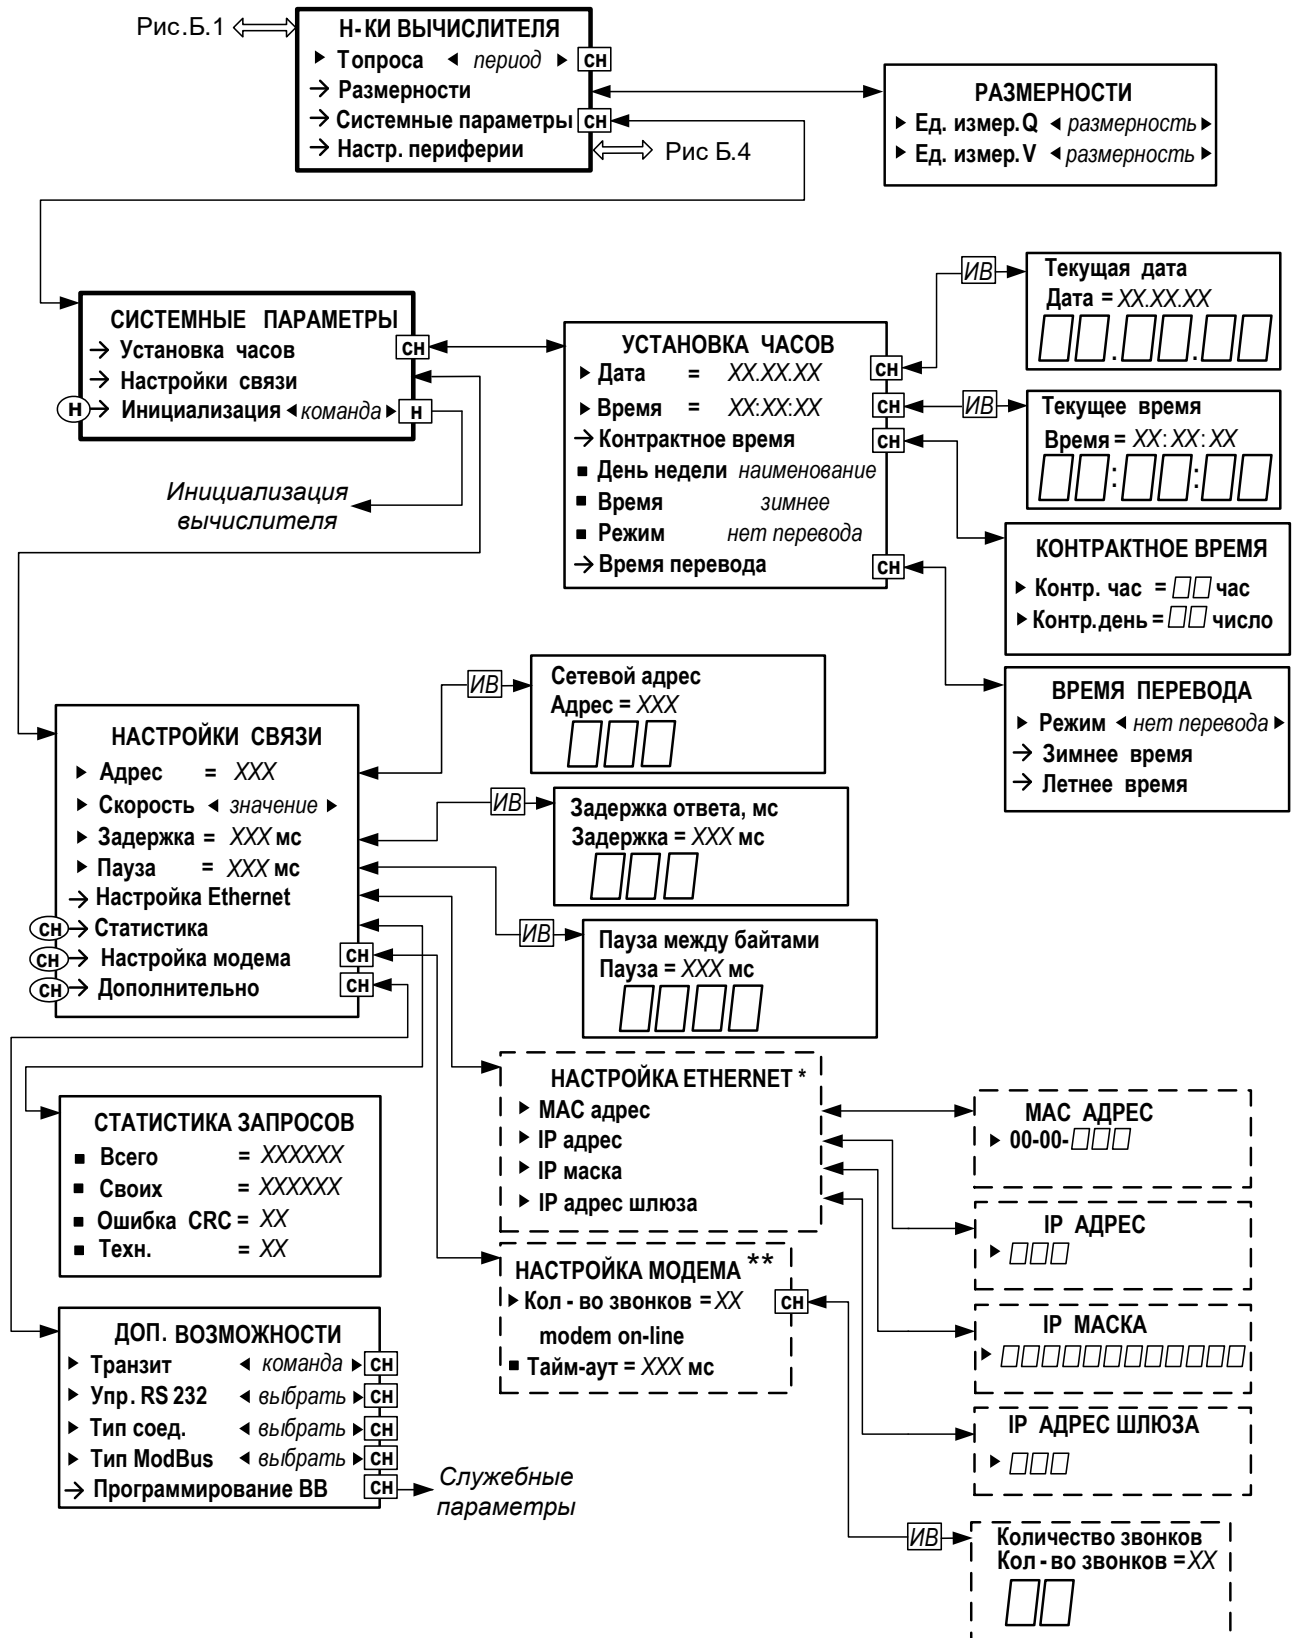 Рис.Б.1
Н-КИ ВЫЧИСЛИТЕЛЯ
Т опроса период СН
Размерности
Системные параметры СН
Настр. периферии
Рис Б.4
РАЗМЕРНОСТИ
Ед. измер.Q размерность
Ед. измер.V размерность
СИСТЕМНЫЕ ПАРАМЕТРЫ
Установка часов СН
Настройки связи
Н Инициализация команда Н
Инициализация
вычислителя
УСТАНОВКА ЧАСОВ
Дата = XX.XX.XX СН
Время = XX:XX:XX СН
Контрактное время СН
День недели наименование
Время зимнее
Режим нет перевода
Время перевода СН
ИВ
Текущая дата
Дата = XX.XX.XX
ИВ
Текущее время
Время = XX:XX:XX
КОНТРАКТНОЕ ВРЕМЯ
Контр. час = час
Контр.день = число
ВРЕМЯ ПЕРЕВОДА
Режим нет перевода
Зимнее время
Летнее время
НАСТРОЙКИ СВЯЗИ
Адрес = XXX
Скорость значение
Задержка = XXX мс
Пауза = XXX мс
Настройка Ethernet
СН Статистика
СН Настройка модема СН
СН Дополнительно СН
ИВ
Сетевой адрес
Адрес = XXX
ИВ
Задержка ответа, мс
Задержка = XXX мс
ИВ
Пауза между байтами
Пауза = XXX мс
СТАТИСТИКА ЗАПРОСОВ
Всего = XXXXXX
Своих = XXXXXX
Ошибка CRC = XX
Техн. = XX
НАСТРОЙКА ETHERNET *
MAC адрес
IP адрес
IP маска
IP адрес шлюза
MAC АДРЕС
00-00-
IP АДРЕС
IP МАСКА
IP АДРЕС ШЛЮЗА
НАСТРОЙКА МОДЕМА **
Кол - во звонков = XX СН
modem on-line
Тайм-аут = XXX мс
ДОП. ВОЗМОЖНОСТИ
Транзит команда СН
Упр. RS 232 выбрать СН
Тип соед. выбрать СН
Тип ModBus выбрать СН
Программирование ВВ СН
Служебные
параметры
ИВ
Количество звонков
Кол - во звонков = XX